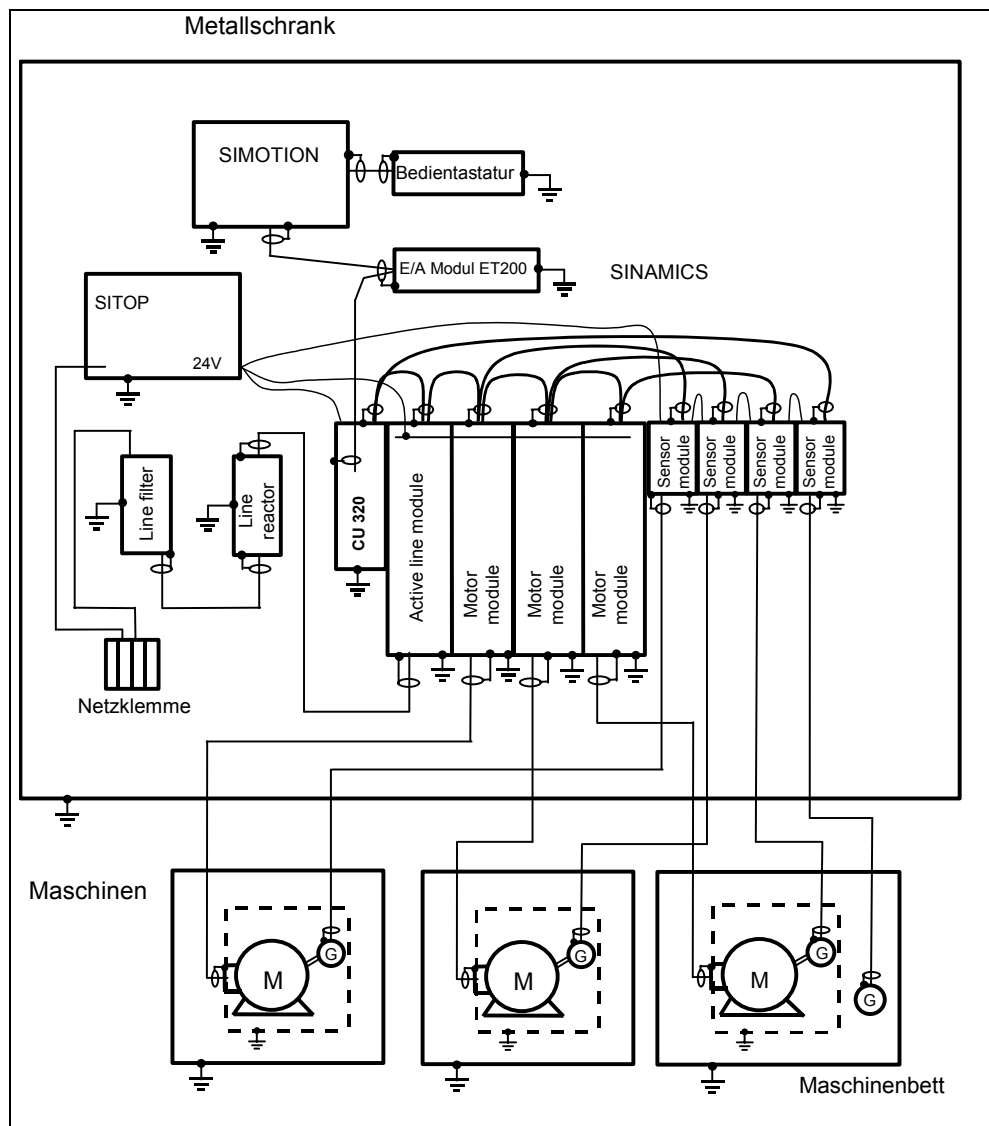 Metallschrank
SIMOTION
Bedientastatur
E/A Modul ET200
SINAMICS
SITOP
24V
Line filter
Line
reactor
CU 320
Active line module
Motor
module
Motor
module
Motor
module
Sensor
module
Sensor
module
Sensor
module
Sensor
module
Netzklemme
Maschinen
M
G
M
G
M
G
G
Maschinenbett